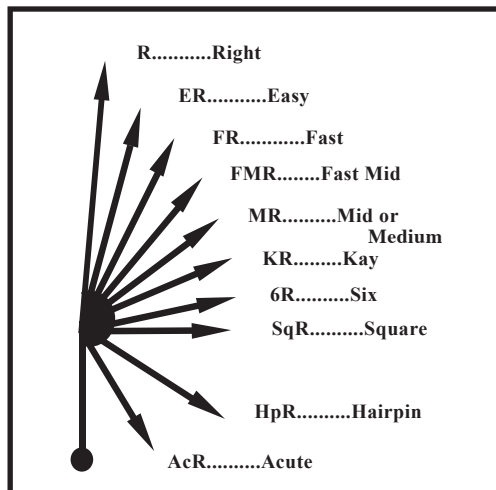 R...........Right
ER...........Easy
FR............Fast
FMR........Fast Mid
MR..........Mid or
Medium
KR.........Kay
6R..........Six
SqR..........Square
HpR..........Hairpin
AcR..........Acute